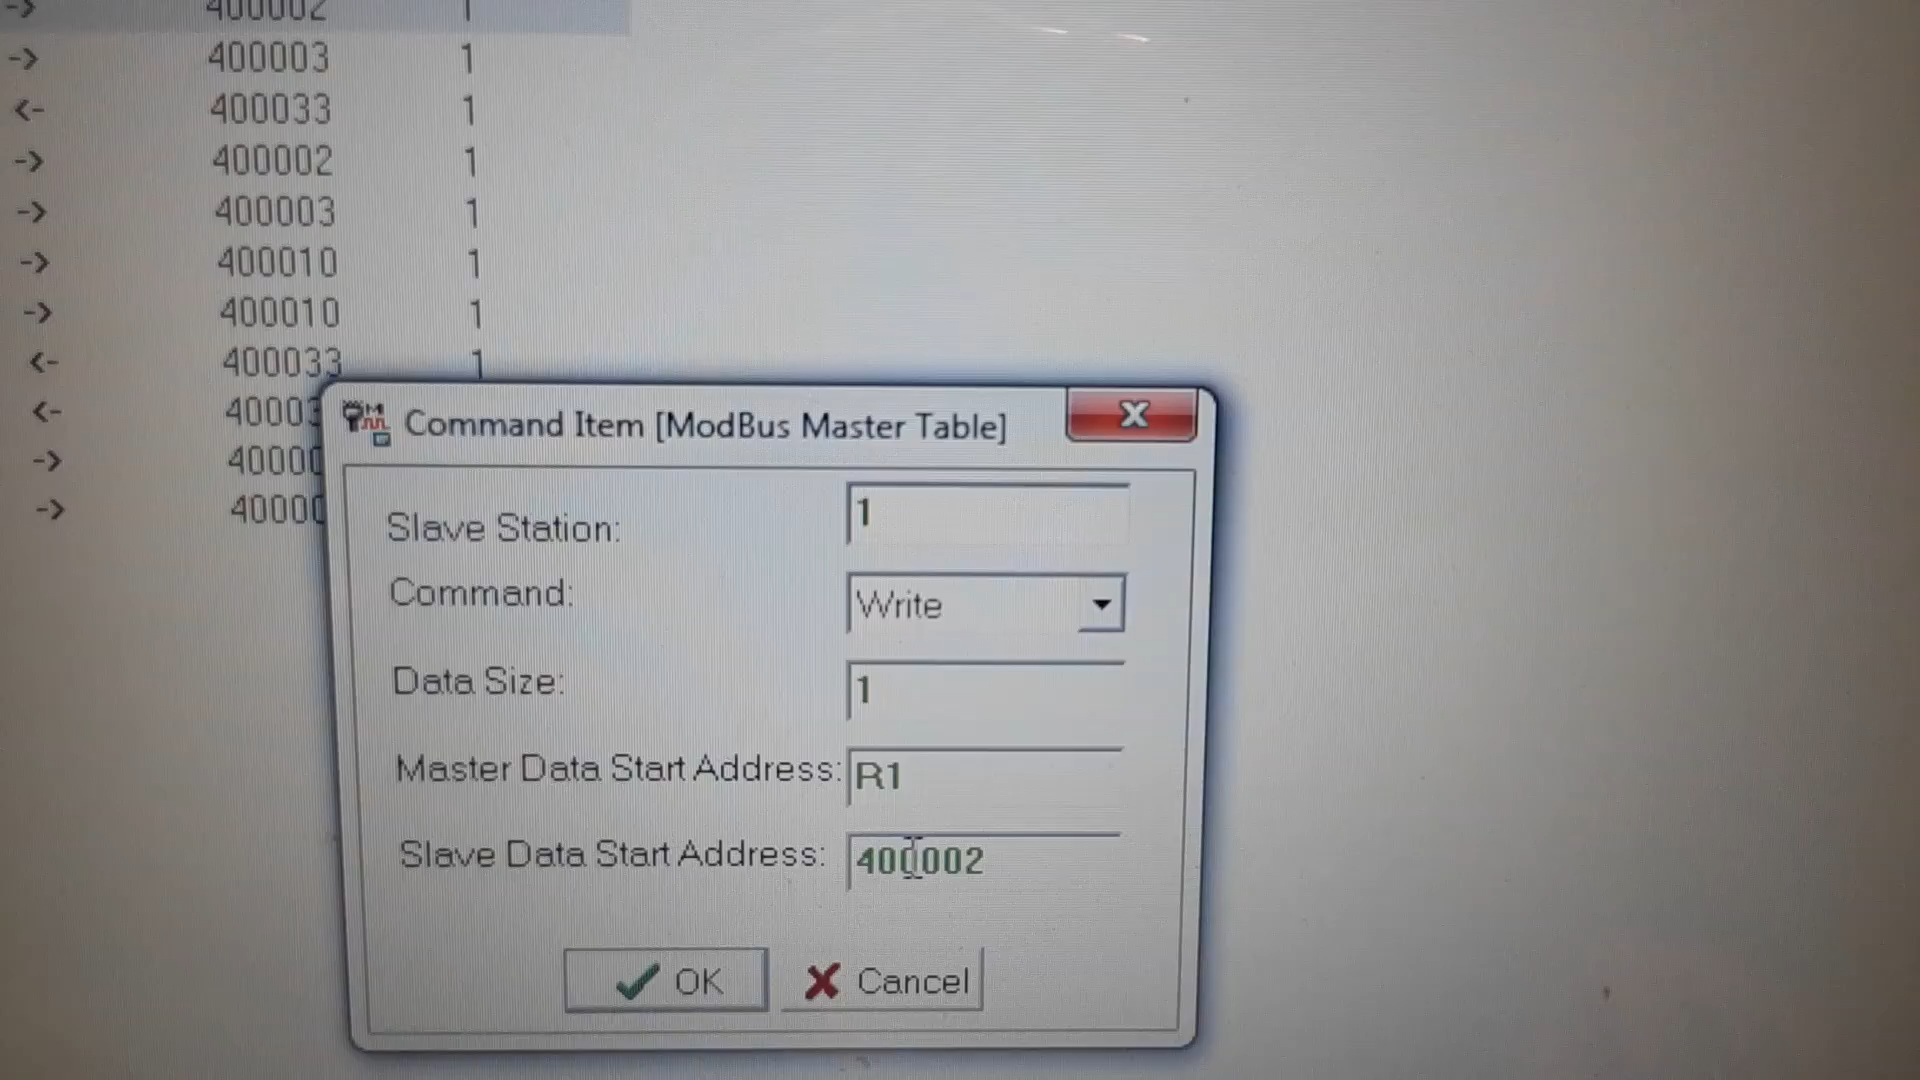 -> 400002 1
-> 400003 1
<- 400033 1
-> 400002 1
-> 400003 1
-> 400010 1
-> 400010 1
<- 400033 1
<-
->
->
Command Item [ModBus Master Table]
Slave Station: 1
Command: Write
Data Size: 1
Master Data Start Address: R1
Slave Data Start Address: 400002
OK Cancel